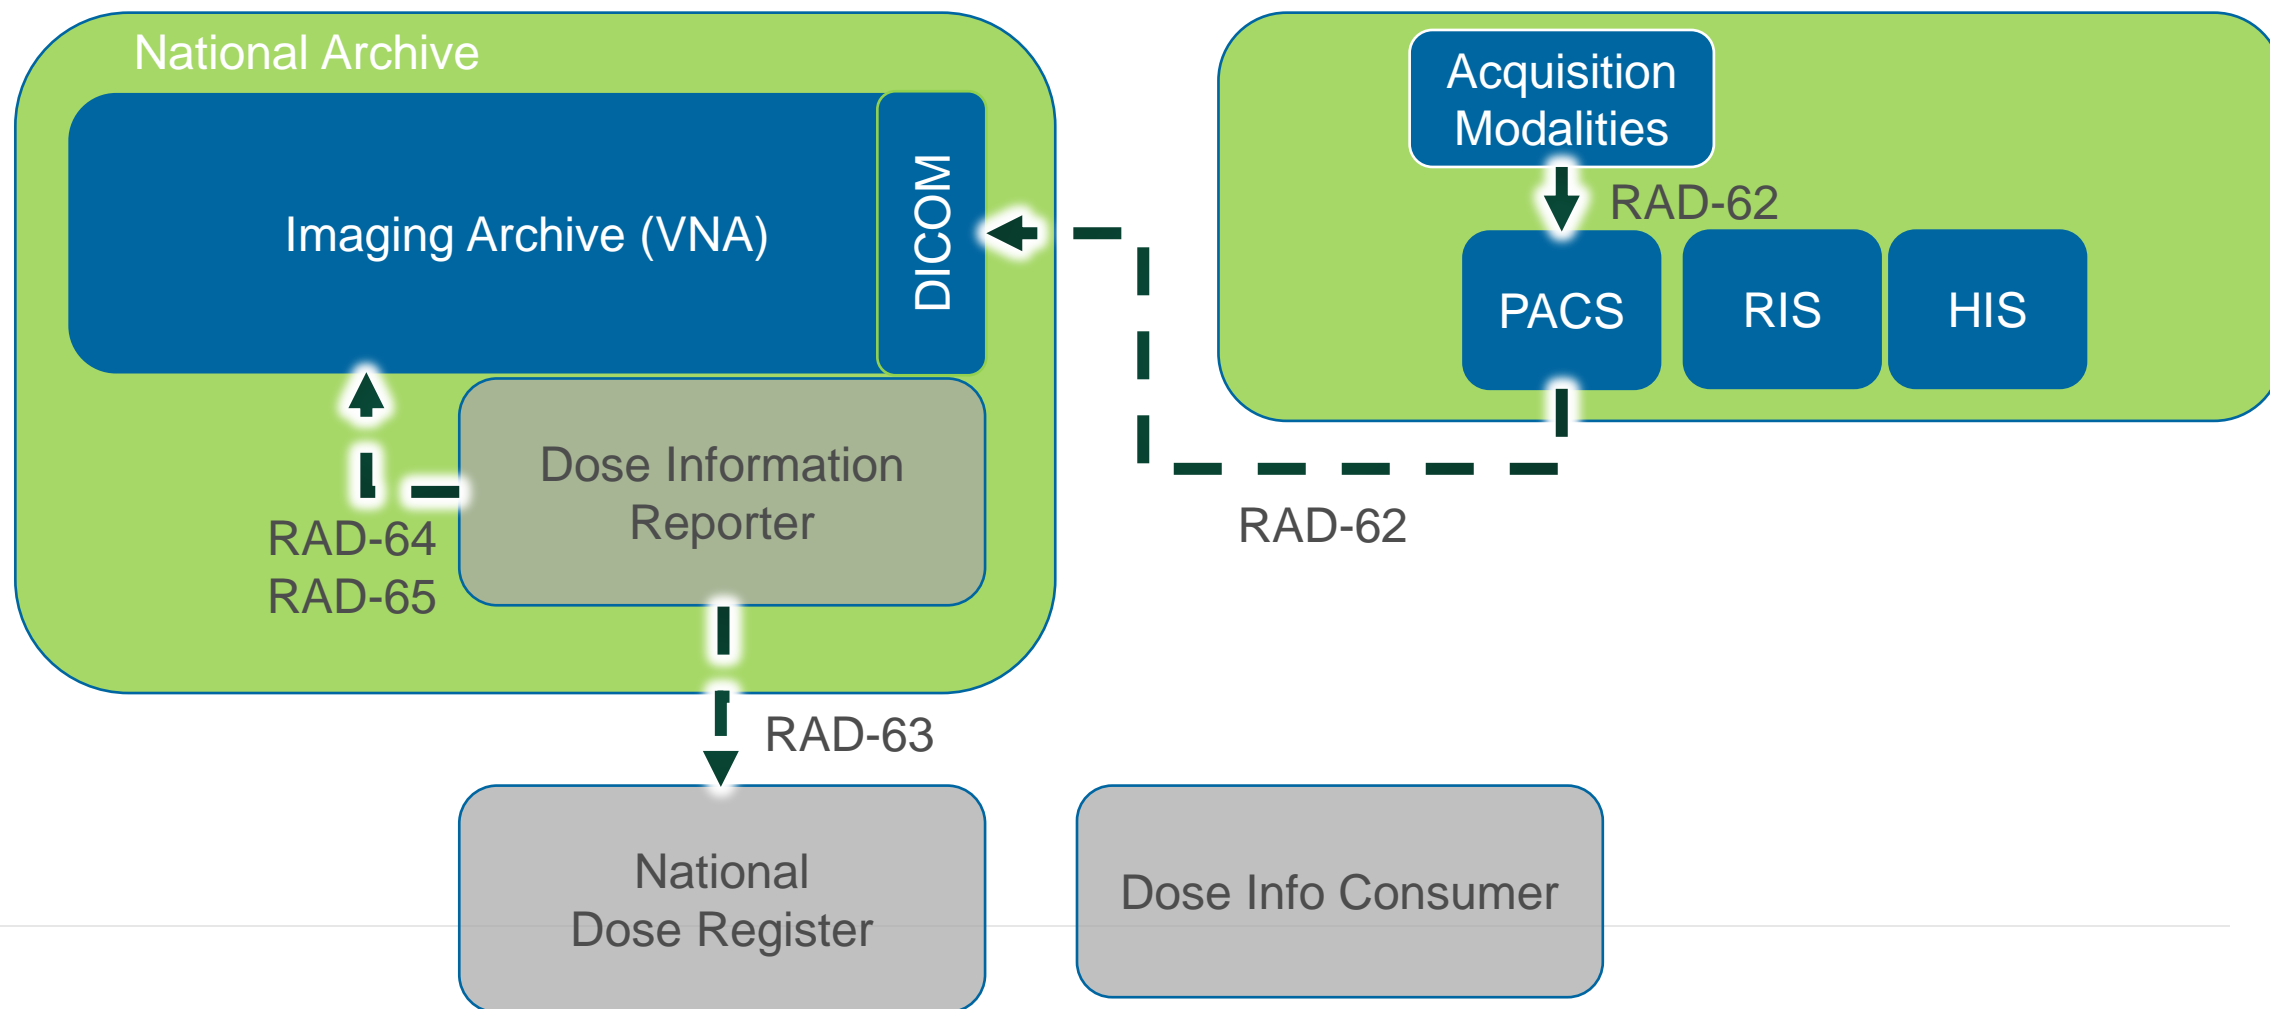 National Archive
Imaging Archive (VNA)
DICOM
Dose Information
Reporter
RAD-64
RAD-65
RAD-63
National
Dose Register
Dose Info Consumer
Acquisition
Modalities
RAD-62
PACS
RIS
HIS
RAD-62